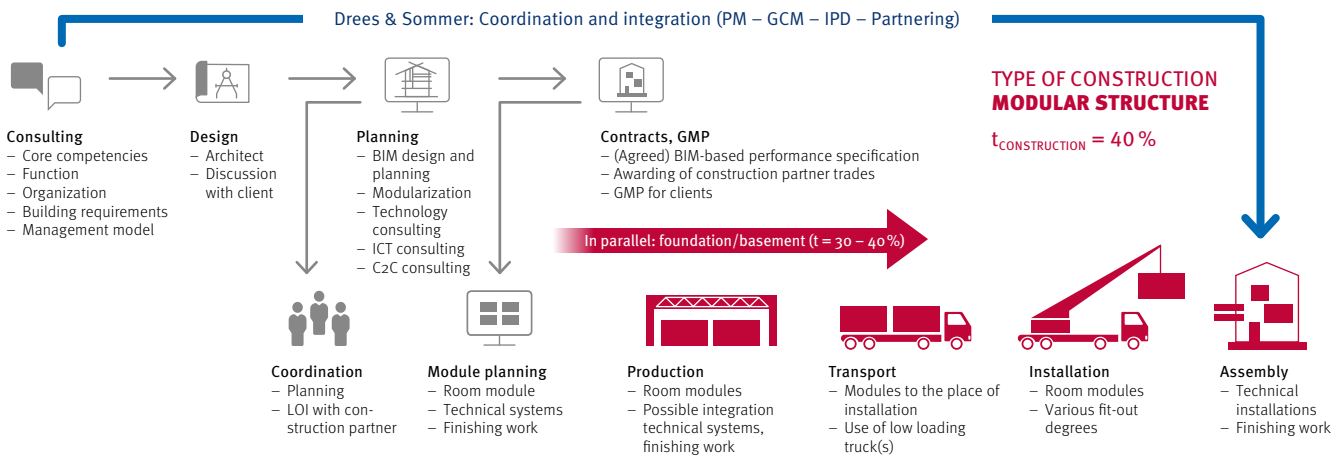 Drees & Sommer: Coordination and integration (PM – GCM – IPD – Partnering)
TYPE OF CONSTRUCTION
MODULAR STRUCTURE
tCONSTRUCTION = 40 %
Consulting
– Core competencies
– Function
– Organization
– Building requirements
– Management model
Design
– Architect
– Discussion
with client
Planning
– BIM design and
planning
– Modularization
– Technology
consulting
– ICT consulting
– C2C consulting
Contracts, GMP
– (Agreed) BIM-based performance specification
– Awarding of construction partner trades
– GMP for clients
In parallel: foundation/basement (t = 30 – 40%)
Coordination
– Planning
– LOI with con-
struction partner
Module planning
– Room module
– Technical systems
– Finishing work
Production
– Room modules
– Possible integration
technical systems,
finishing work
Transport
– Modules to the place of
installation
– Use of low loading
truck(s)
Installation
– Room modules
– Various fit-out
degrees
Assembly
– Technical
installations
– Finishing work